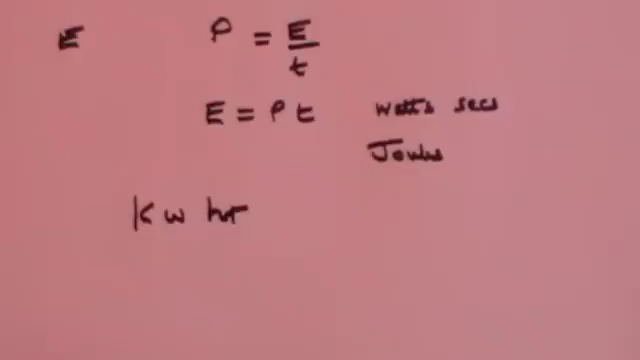 E P = E/t
E = P t watts secs
Joules
Kw hr